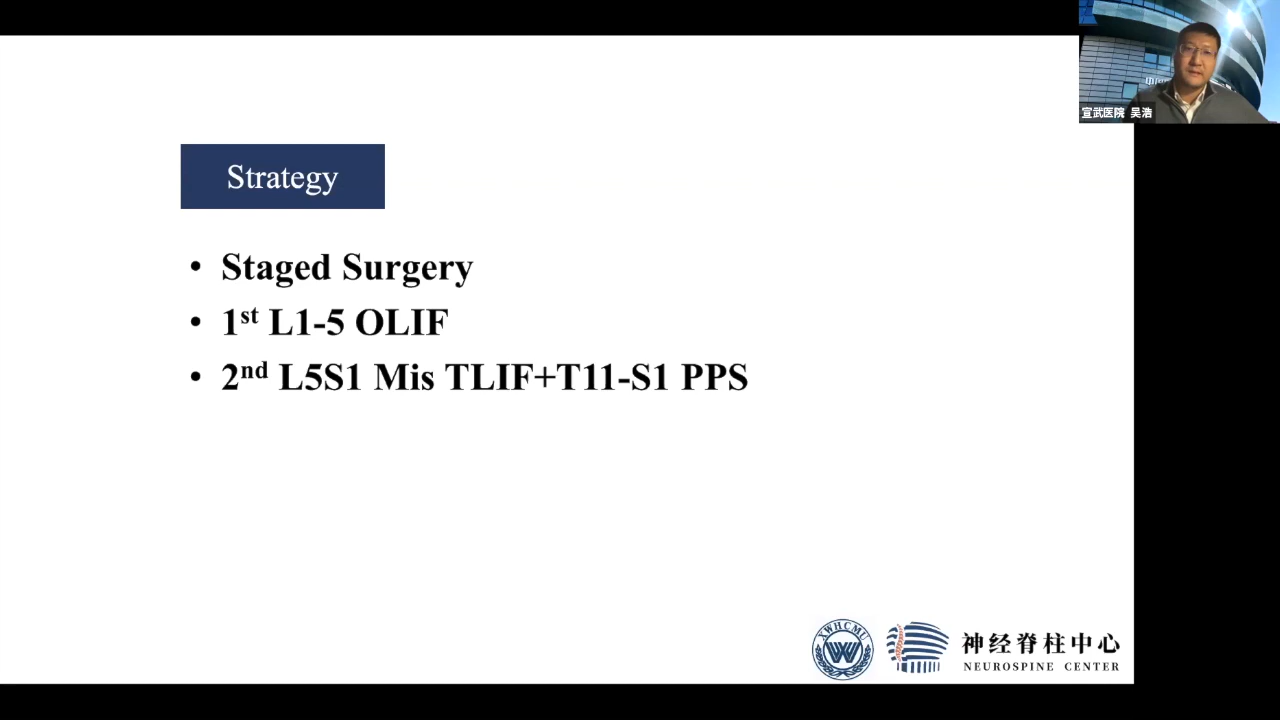 宣武医院 吴浩
Strategy
• Staged Surgery
• 1st L1-5 OLIF
• 2nd L5S1 Mis TLIF+T11-S1 PPS
XWHCMU
神经脊柱中心
NEUROSPINE CENTER